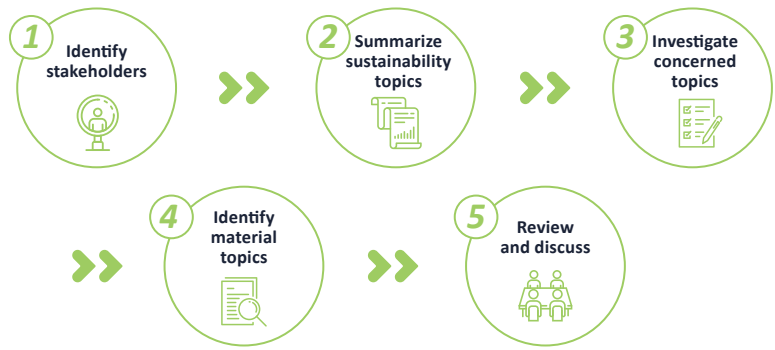 1
Identify
stakeholders
2
Summarize
sustainability
topics
3
Investigate
concerned
topics
4
Identify
material
topics
5
Review
and discuss